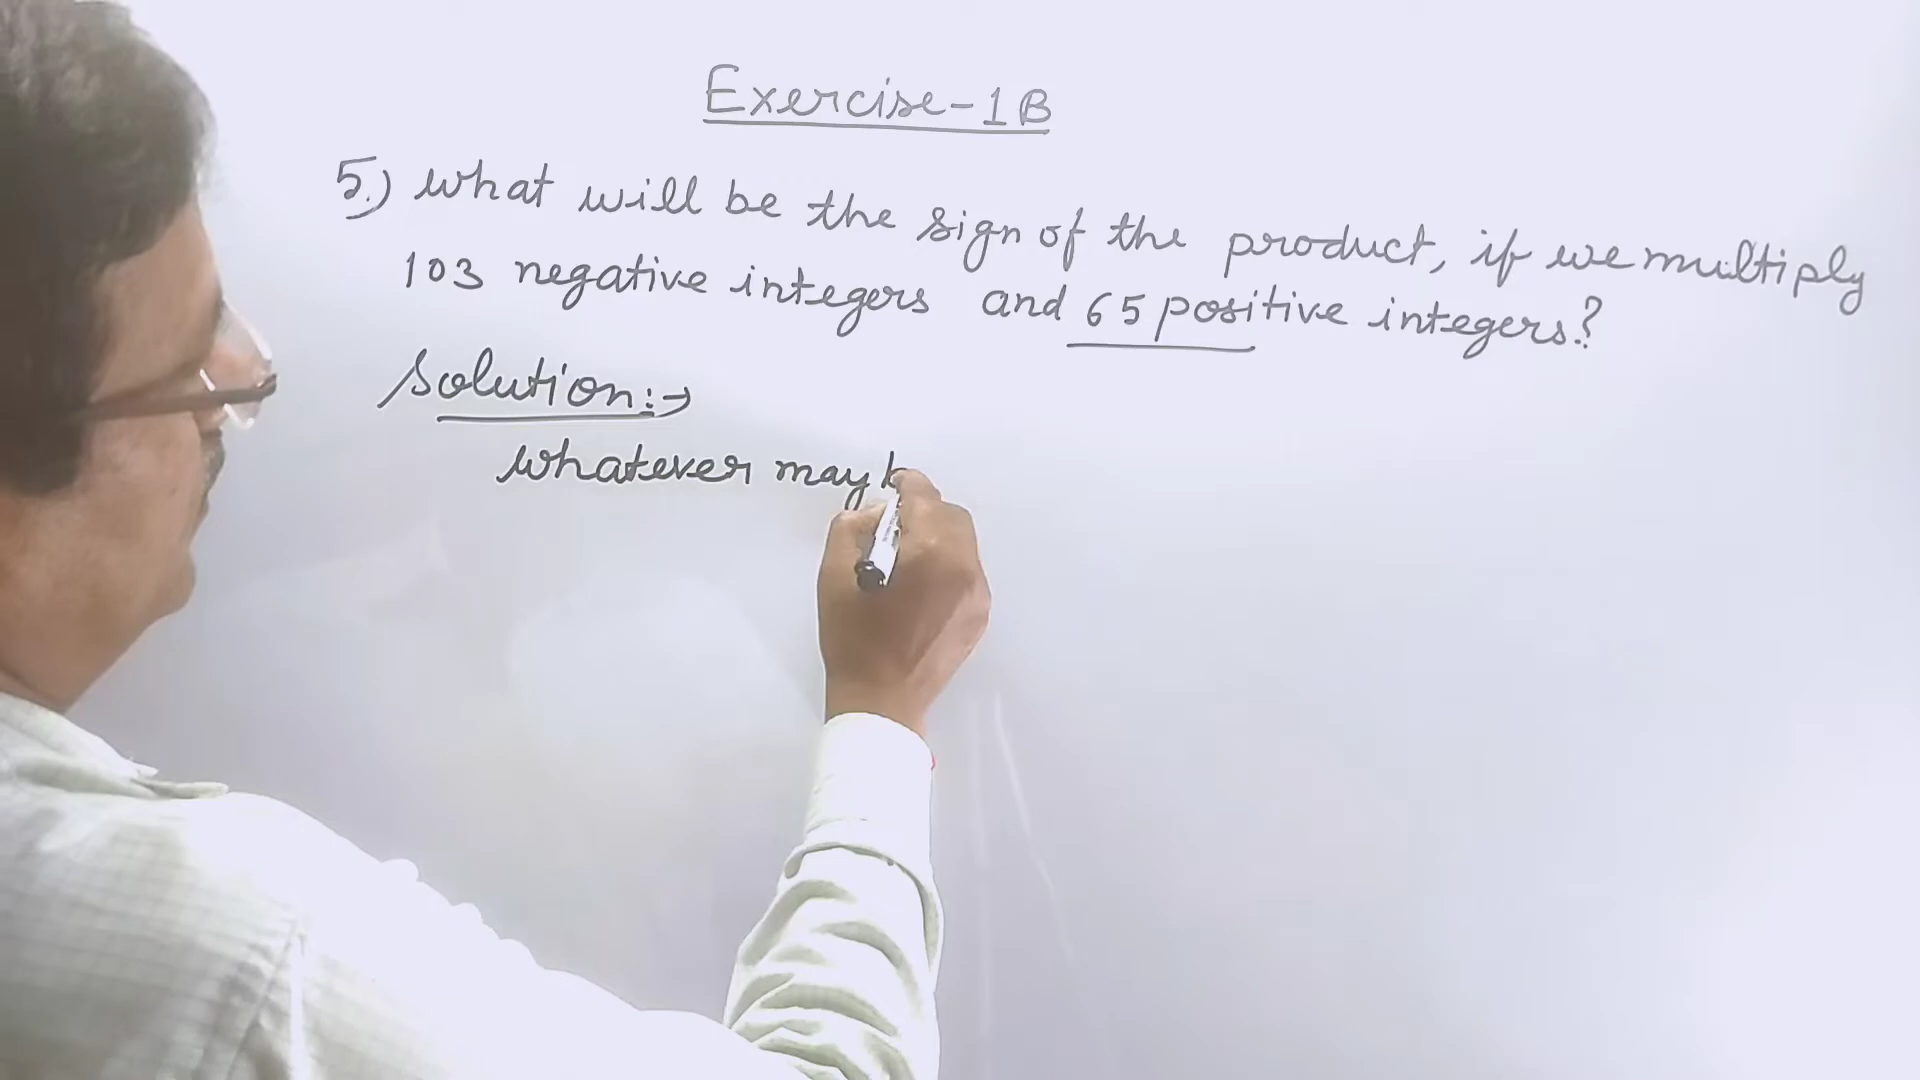 Exercise-1B
5.) what will be the sign of the product, if we multiply
103 negative integers and 65 positive integers?
Solution:→
whatever may b